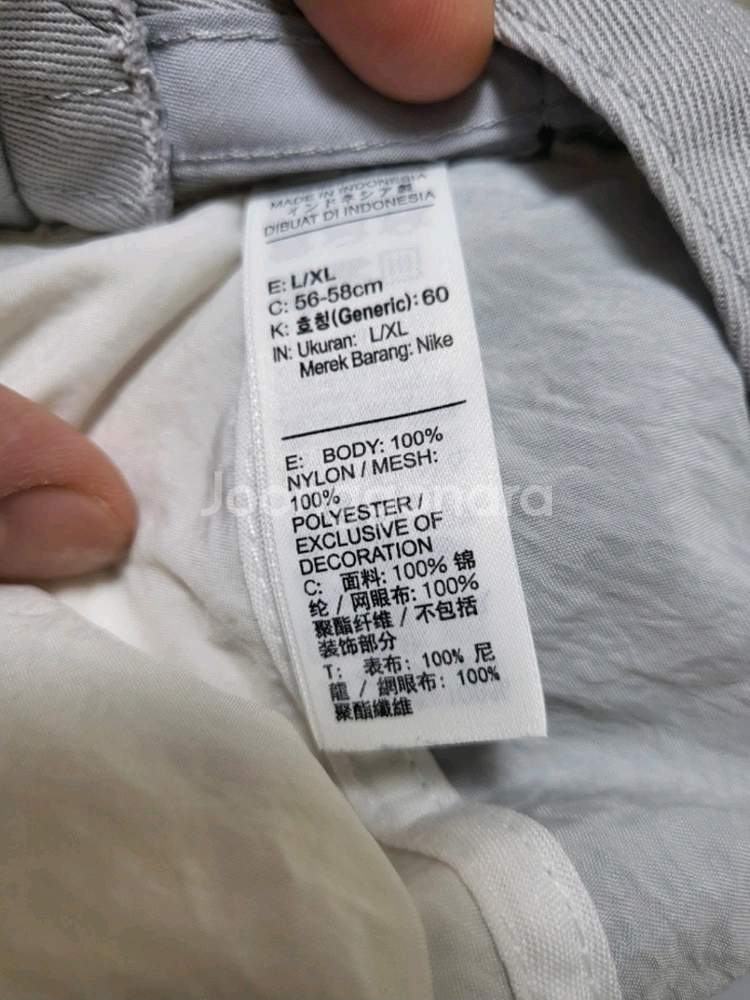 MADE IN INDONESIA
インドネシア製
DIBUAT DI INDONESIA
E: L/XL
C: 56-58cm
K: 호칭(Generic): 60
IN: Ukuran: L/XL
Merek Barang: Nike
E: BODY: 100%
NYLON / MESH:
100%
POLYESTER /
EXCLUSIVE OF
DECORATION
C: 面料: 100% 锦
纶 / 网眼布: 100%
聚酯纤维 / 不包括
装饰部分
T: 表布: 100% 尼
龍 / 網眼布: 100%
聚酯纖維